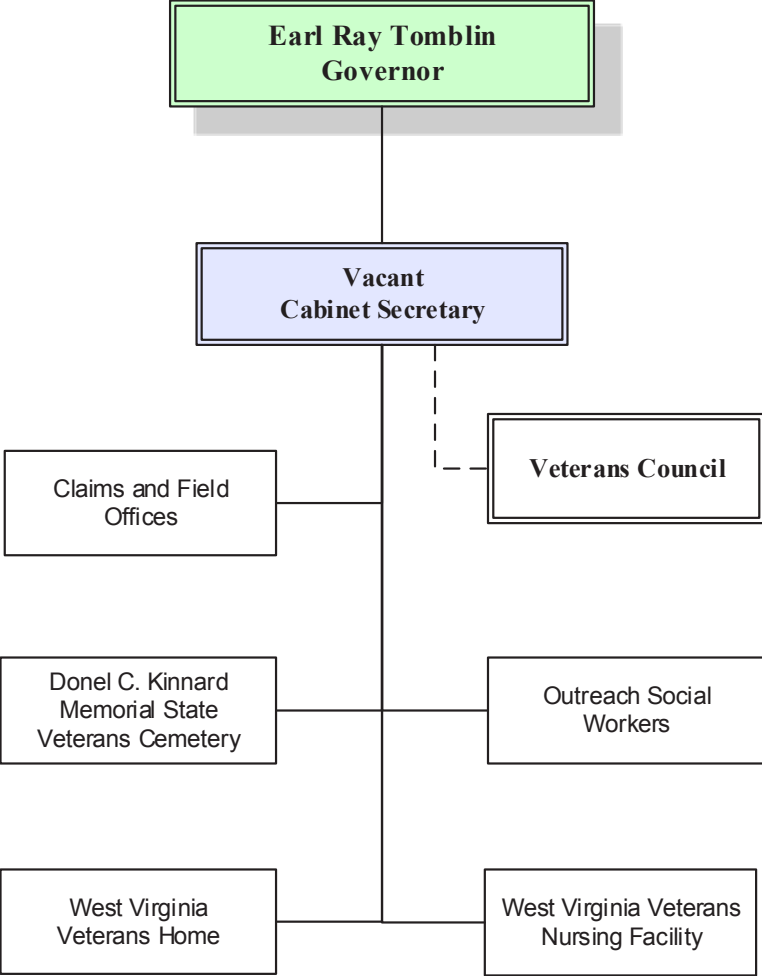 Earl Ray Tomblin
Governor
Vacant
Cabinet Secretary
Veterans Council
Claims and Field
Offices
Donel C. Kinnard
Memorial State
Veterans Cemetery
Outreach Social
Workers
West Virginia
Veterans Home
West Virginia Veterans
Nursing Facility